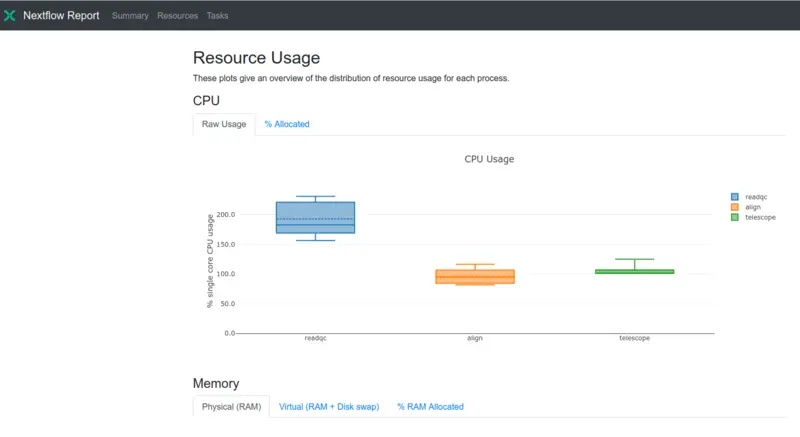 Nextflow Report Summary Resources Tasks
Resource Usage
These plots give an overview of the distribution of resource usage for each process.
CPU
Raw Usage % Allocated
CPU Usage
% single core CPU usage
200.0
150.0
100.0
50.0
0.0
readqc align telescope
readqc
align
telescope
Memory
Physical (RAM) Virtual (RAM + Disk swap) % RAM Allocated